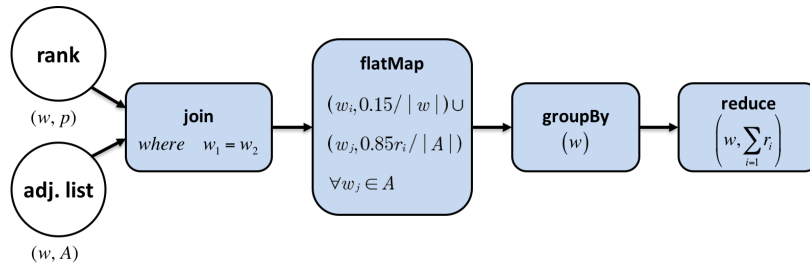 rank
(w, p)
adj. list
(w, A)
join
where w₁ = w₂
flatMap
(wᵢ, 0.15/ | w |) ∪
(wⱼ, 0.85rᵢ/ | A |)
∀wⱼ ∈ A
groupBy
(w)
reduce
(w, ∑ᵢ₌₁ rᵢ)